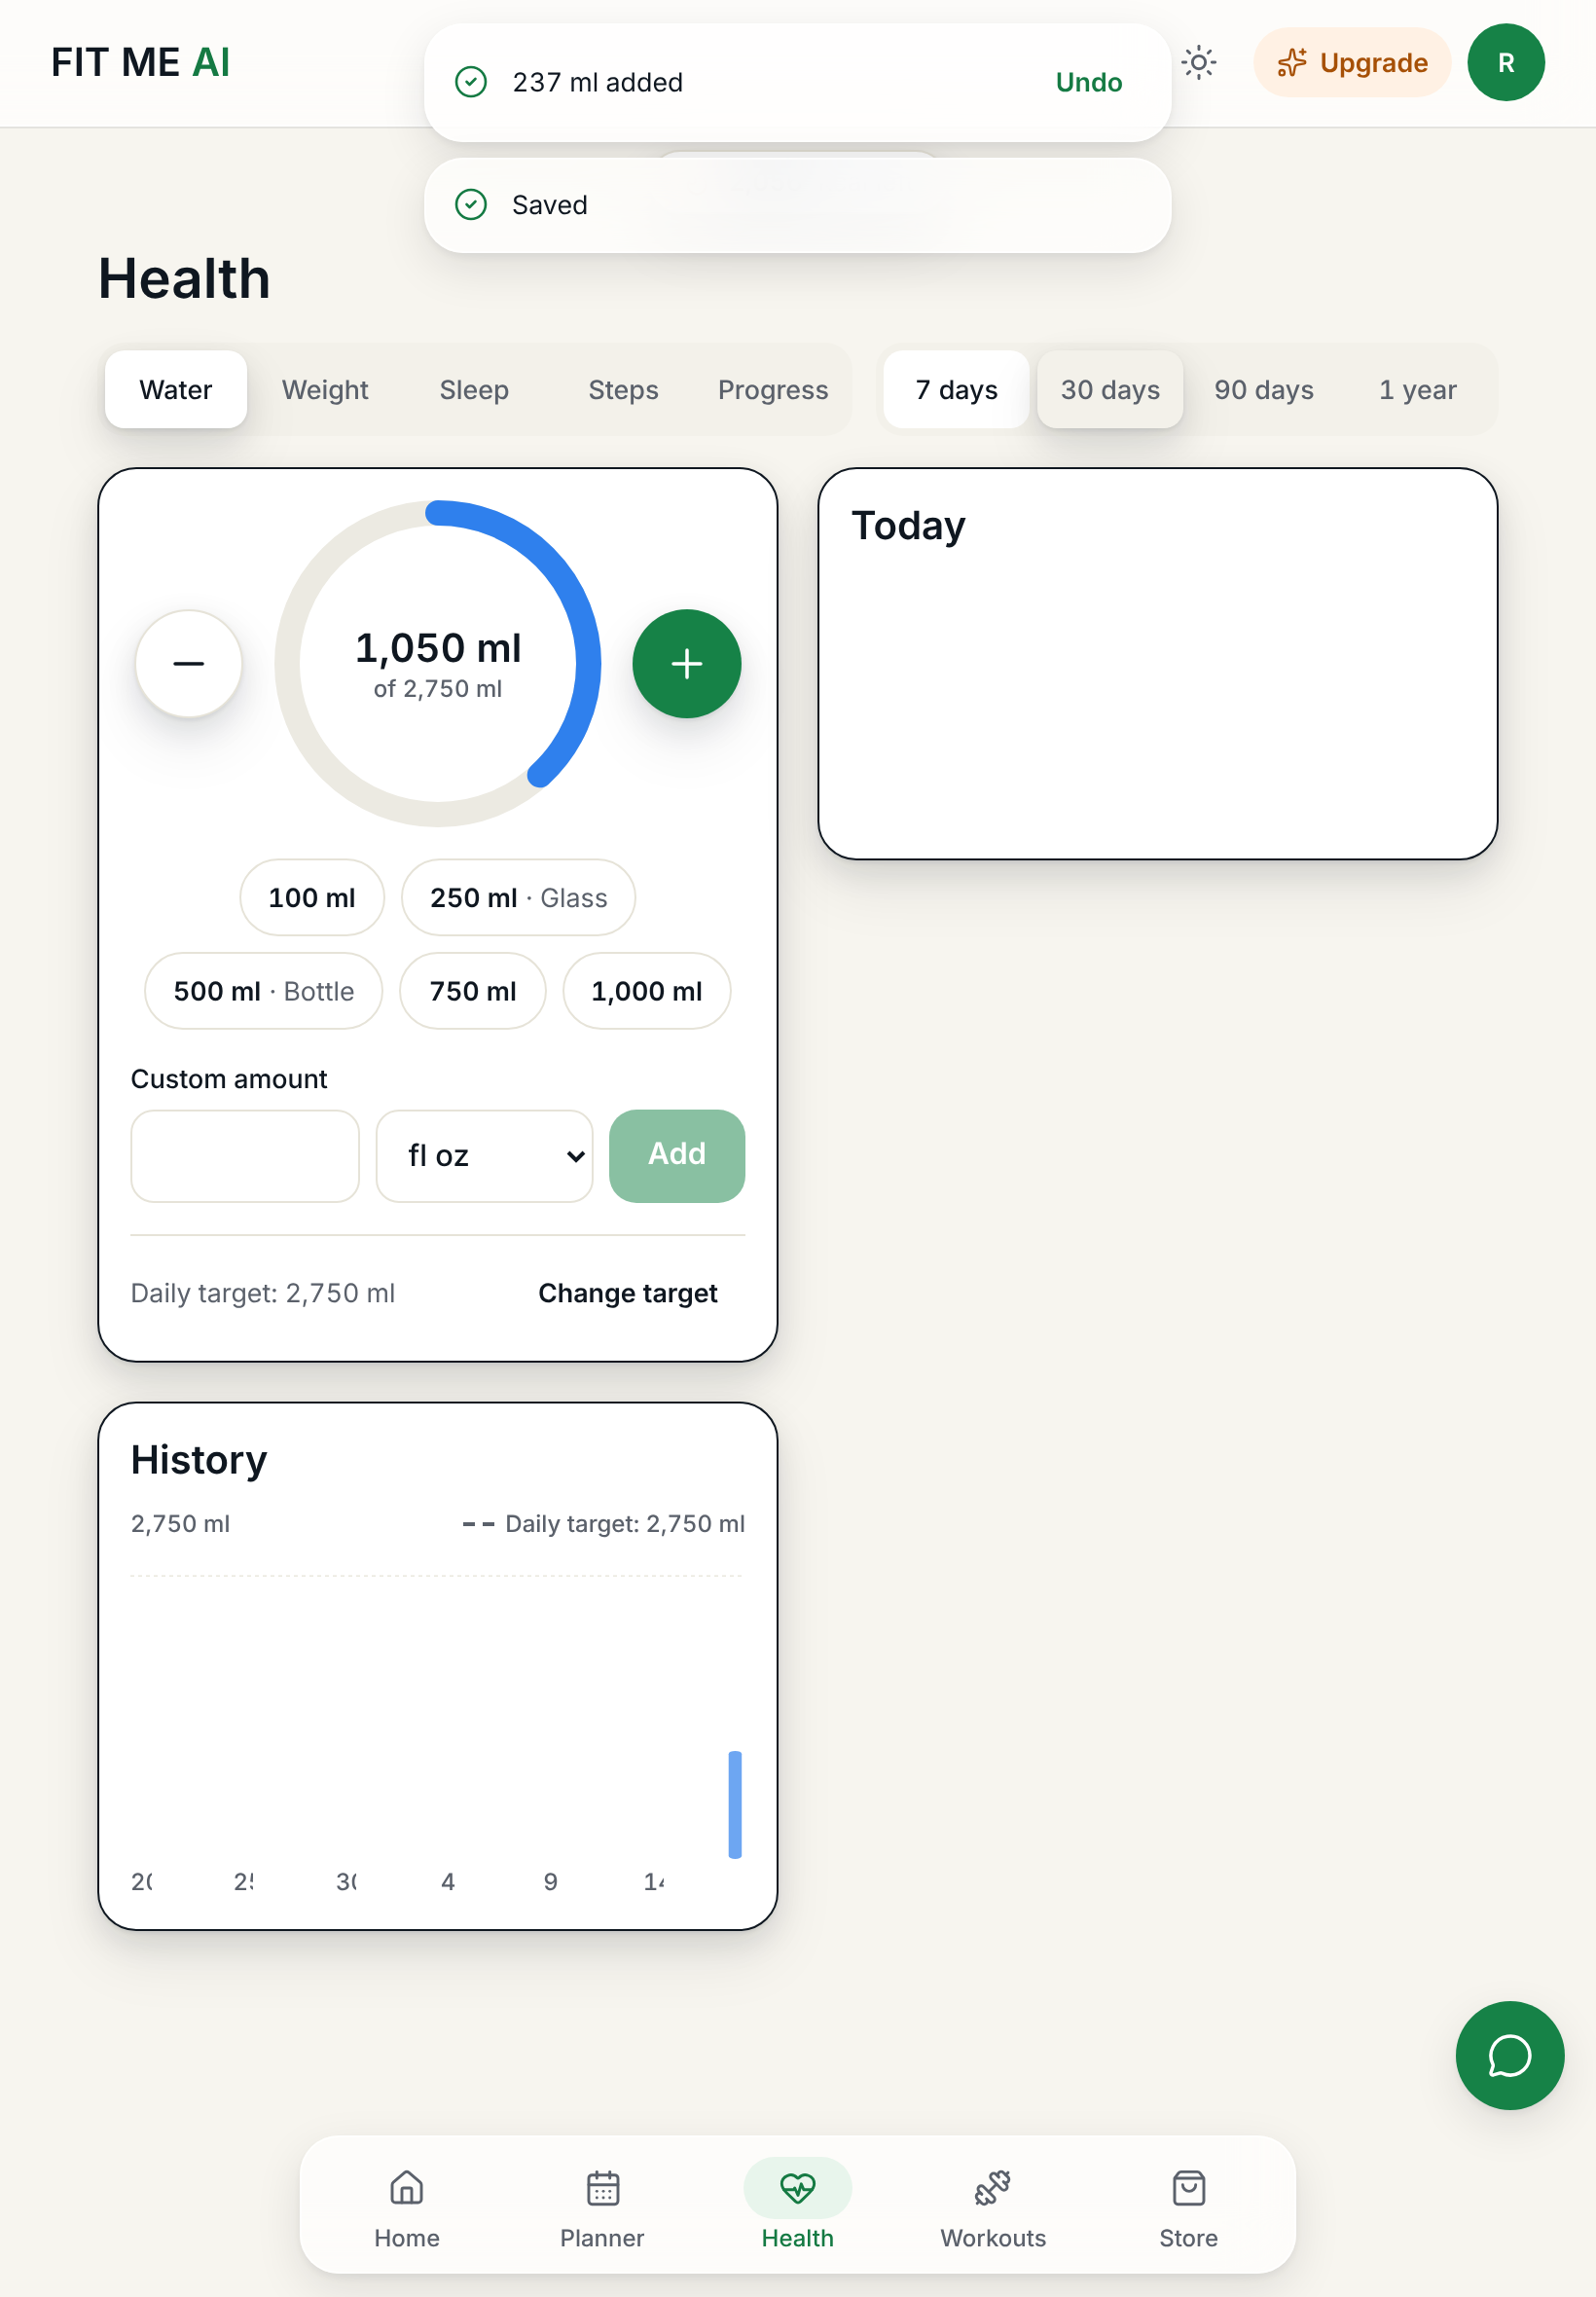 FIT ME AI
237 ml added
Undo
Upgrade
R
Saved
Health
Water
Weight
Sleep
Steps
Progress
7 days
30 days
90 days
1 year
1,050 ml
of 2,750 ml
100 ml
250 ml · Glass
500 ml · Bottle
750 ml
1,000 ml
Custom amount
fl oz
Add
Daily target: 2,750 ml
Change target
Today
History
2,750 ml
Daily target: 2,750 ml
4
9
Home
Planner
Health
Workouts
Store